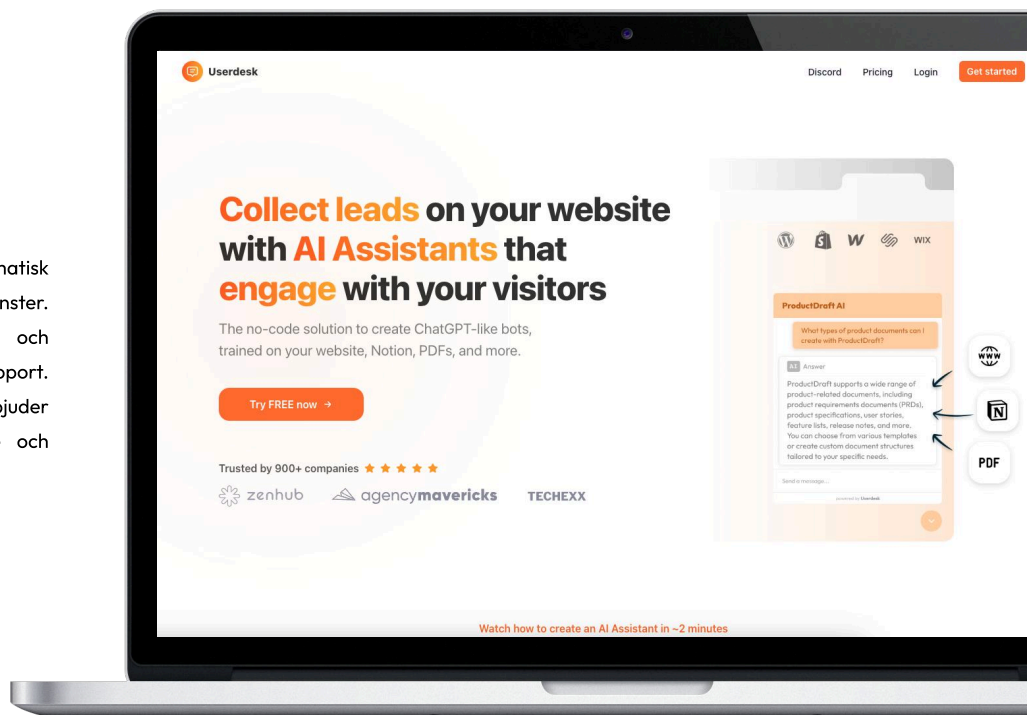 matisk
nster.
och
pport.
juder
och
Userdesk
Discord Pricing Login Get started
Collect leads on your website
with AI Assistants that
engage with your visitors
The no-code solution to create ChatGPT-like bots,
trained on your website, Notion, PDFs, and more.
Try FREE now →
Trusted by 900+ companies
zenhub agencymavericks TECHEXX
W WIX
ProductDraft AI
What types of product documents can I
create with ProductDraft?
AI Answer
ProductDraft supports a wide range of
product-related documents, including
product requirements documents (PRDs),
product specifications, user stories,
feature lists, release notes, and more.
You can choose from various templates
or create custom document structures
tailored to your specific needs.
Send a message...
powered by Userdesk
WWW
N
PDF
Watch how to create an AI Assistant in ~2 minutes